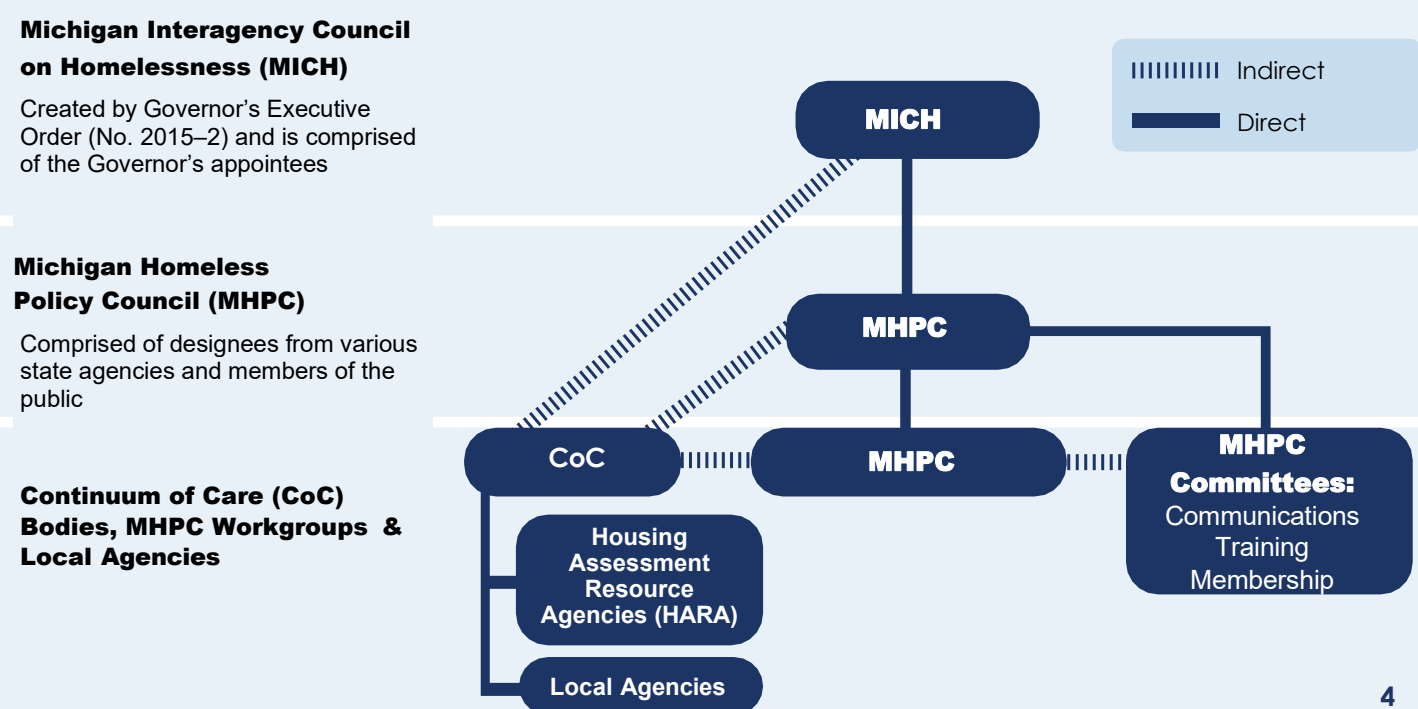 Michigan Interagency Council
on Homelessness (MICH)
Created by Governor's Executive
Order (No. 2015–2) and is comprised
of the Governor's appointees
Indirect
Direct
MICH
Michigan Homeless
Policy Council (MHPC)
Comprised of designees from various
state agencies and members of the
public
MHPC
Continuum of Care (CoC)
Bodies, MHPC Workgroups &
Local Agencies
CoC
MHPC
MHPC
Committees:
Communications
Training
Membership
Housing
Assessment
Resource
Agencies (HARA)
Local Agencies
4